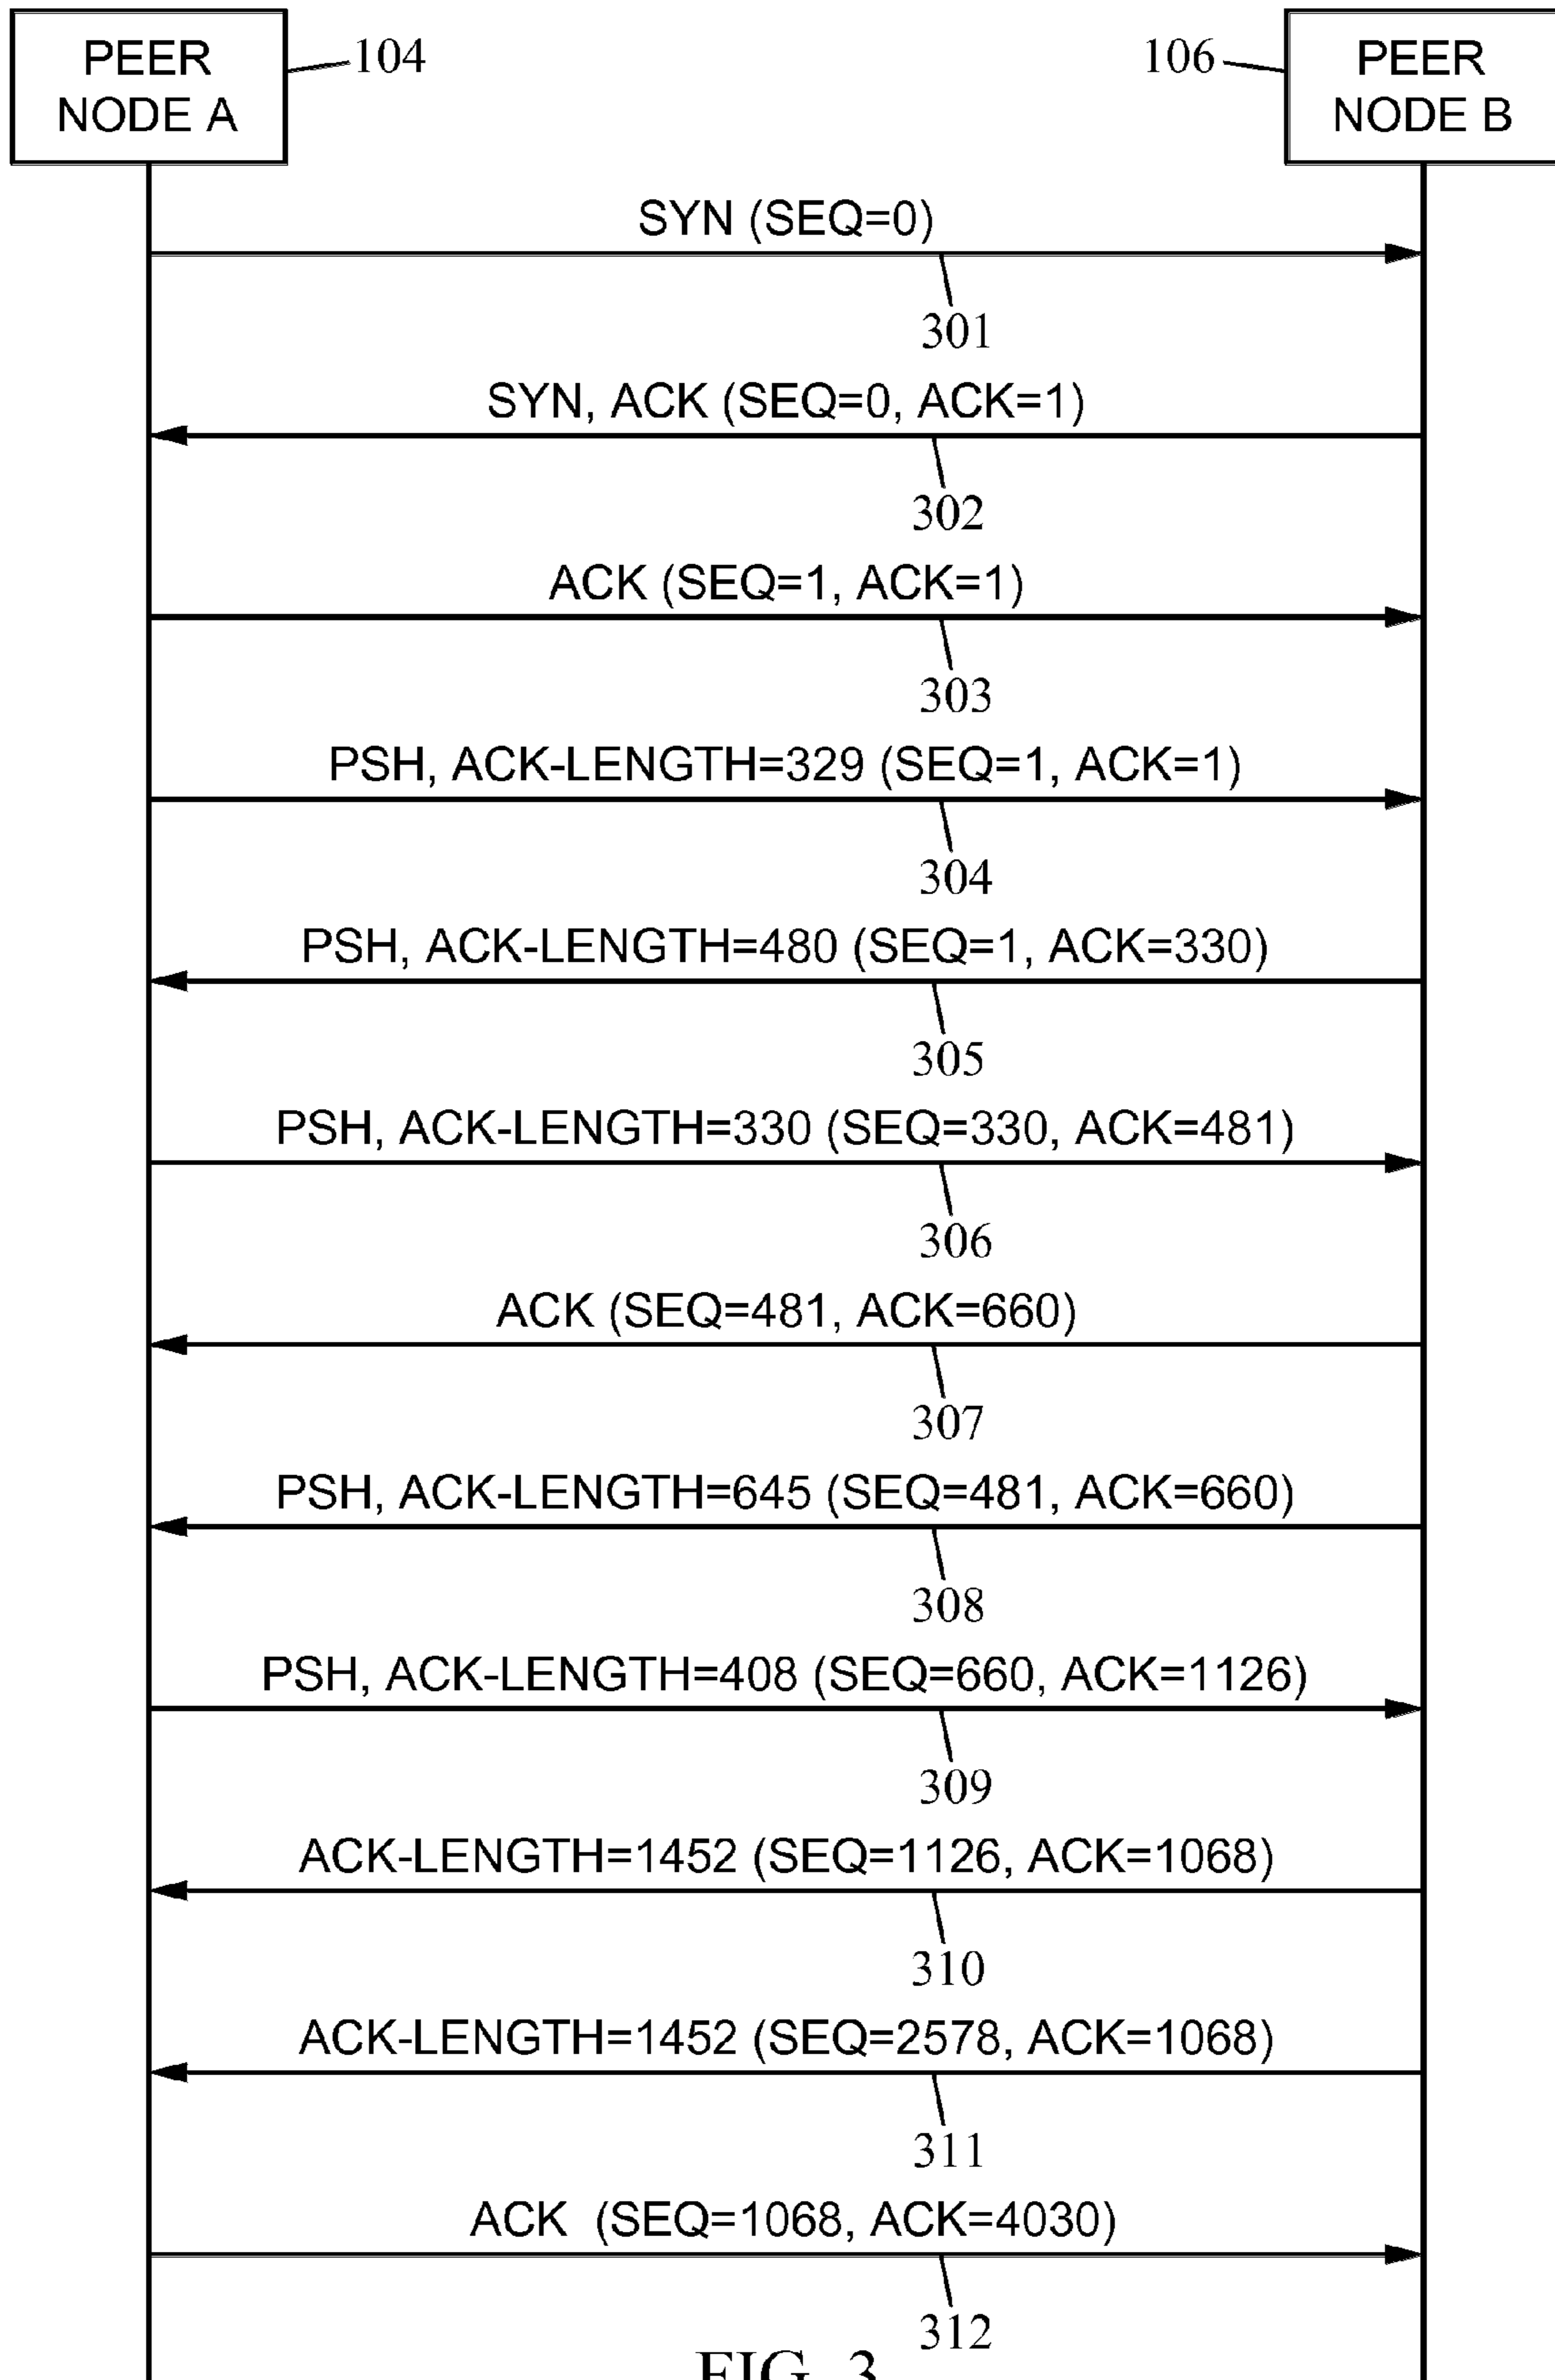 PEER
NODE A
104
106
PEER
NODE B
SYN (SEQ=0)
301
SYN, ACK (SEQ=0, ACK=1)
302
ACK (SEQ=1, ACK=1)
303
PSH, ACK-LENGTH=329 (SEQ=1, ACK=1)
304
PSH, ACK-LENGTH=480 (SEQ=1, ACK=330)
305
PSH, ACK-LENGTH=330 (SEQ=330, ACK=481)
306
ACK (SEQ=481, ACK=660)
307
PSH, ACK-LENGTH=645 (SEQ=481, ACK=660)
308
PSH, ACK-LENGTH=408 (SEQ=660, ACK=1126)
309
ACK-LENGTH=1452 (SEQ=1126, ACK=1068)
310
ACK-LENGTH=1452 (SEQ=2578, ACK=1068)
311
ACK (SEQ=1068, ACK=4030)
312
FIG. 3